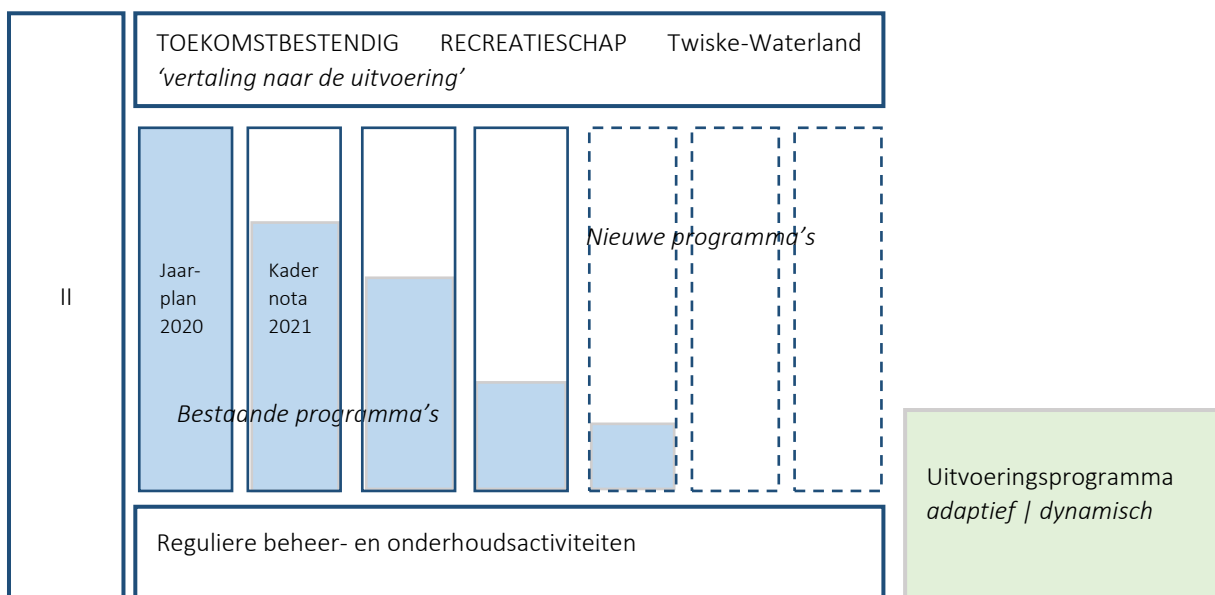 TOEKOMSTBESTENDIG RECREATIESCHAP Twiske-Waterland
‘vertaling naar de uitvoering’
Nieuwe programma’s
II
Jaar-
plan
2020
Kader
nota
2021
Bestaande programma’s
Uitvoeringsprogramma
adaptief | dynamisch
Reguliere beheer- en onderhoudsactiviteiten